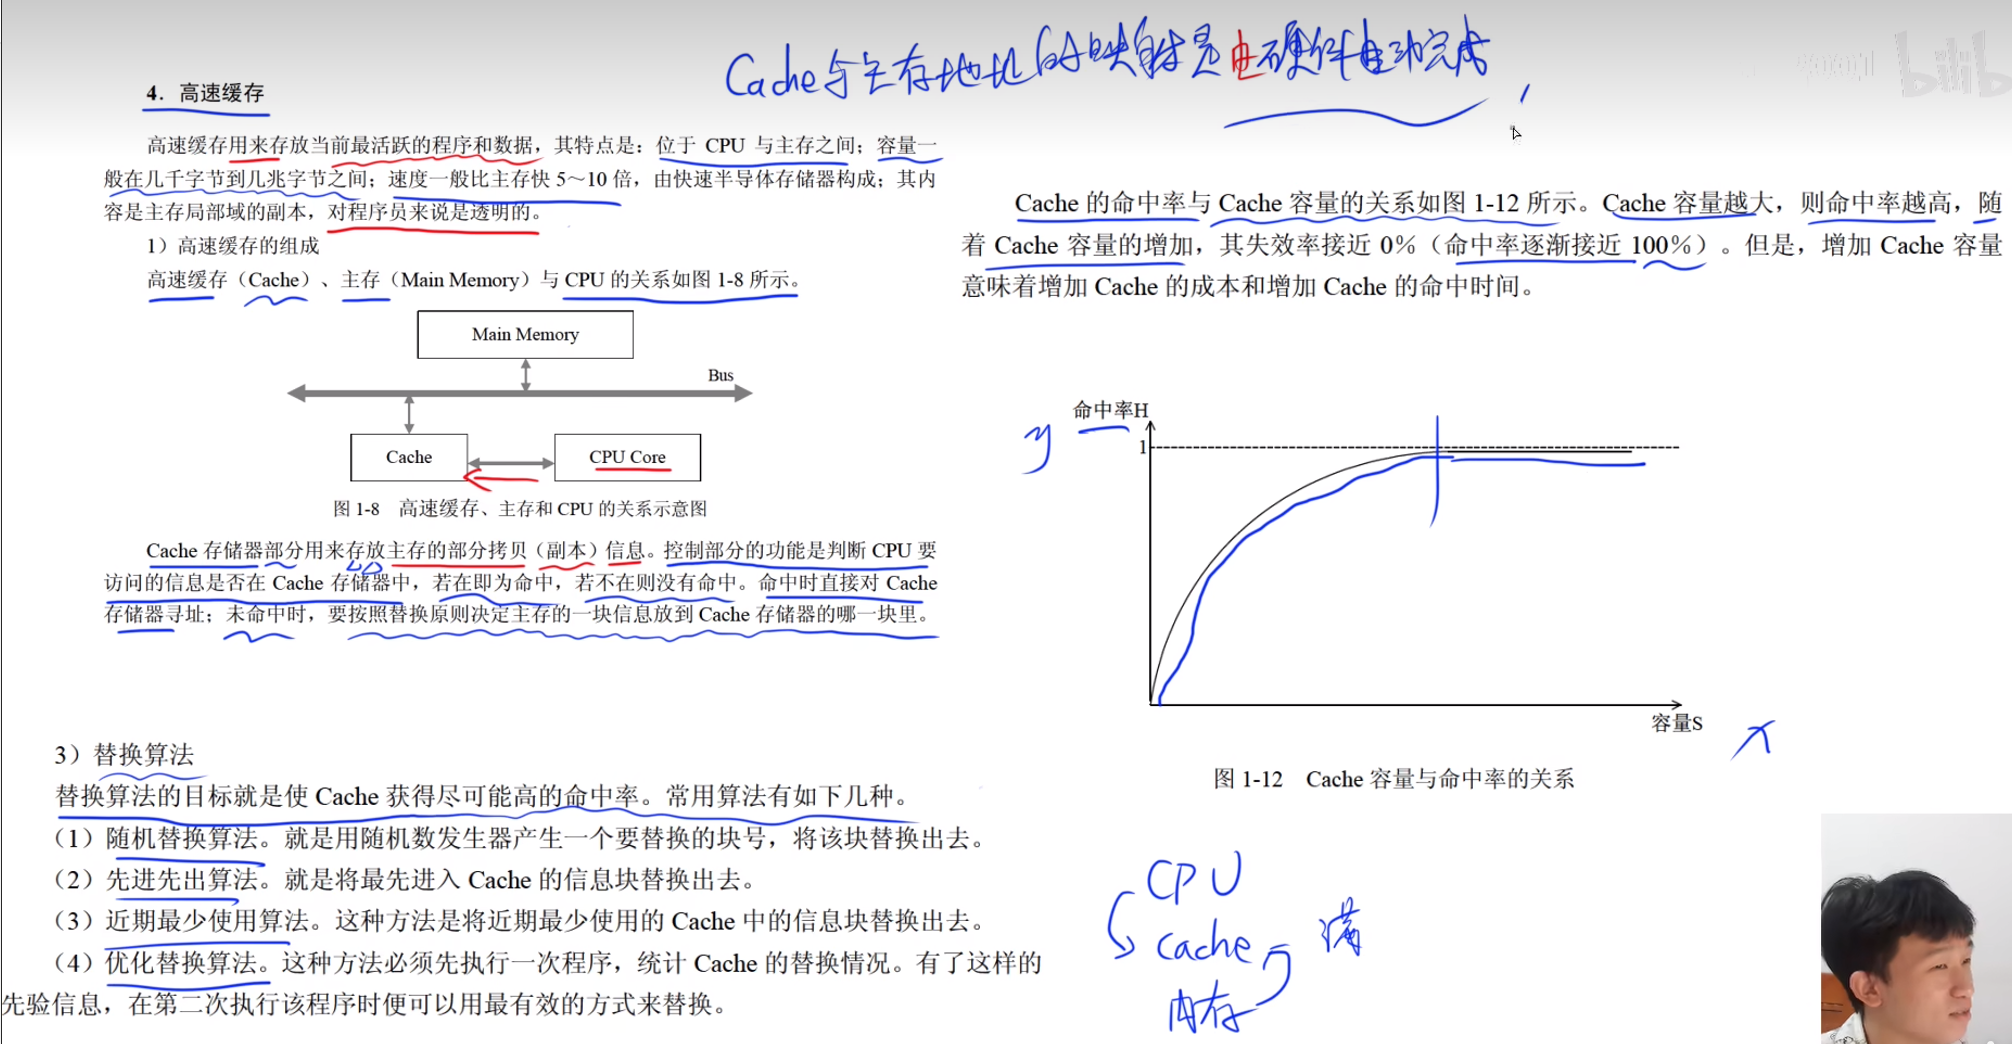 Cache与主存地址的映射是由硬件自动完成
bilib
4．高速缓存
高速缓存用来存放当前最活跃的程序和数据，其特点是：位于 CPU 与主存之间；容量一
般在几千字节到几兆字节之间；速度一般比主存快 5～10 倍，由快速半导体存储器构成；其内
容是主存局部域的副本，对程序员来说是透明的。
1）高速缓存的组成
高速缓存（Cache）、主存（Main Memory）与 CPU 的关系如图 1-8 所示。
Main Memory
Bus
Cache
CPU Core
图 1-8 高速缓存、主存和 CPU 的关系示意图
Cache 存储器部分用来存放主存的部分拷贝（副本）信息。控制部分的功能是判断 CPU 要
访问的信息是否在 Cache 存储器中，若在即为命中，若不在则没有命中。命中时直接对 Cache
存储器寻址；未命中时，要按照替换原则决定主存的一块信息放到 Cache 存储器的哪一块里。
3）替换算法
替换算法的目标就是使 Cache 获得尽可能高的命中率。常用算法有如下几种。
（1）随机替换算法。就是用随机数发生器产生一个要替换的块号，将该块替换出去。
（2）先进先出算法。就是将最先进入 Cache 的信息块替换出去。
（3）近期最少使用算法。这种方法是将近期最少使用的 Cache 中的信息块替换出去。
（4）优化替换算法。这种方法必须先执行一次程序，统计 Cache 的替换情况。有了这样的
先验信息，在第二次执行该程序时便可以用最有效的方式来替换。
Cache 的命中率与 Cache 容量的关系如图 1-12 所示。Cache 容量越大，则命中率越高，随
着 Cache 容量的增加，其失效率接近 0%（命中率逐渐接近 100%）。但是，增加 Cache 容量
意味着增加 Cache 的成本和增加 Cache 的命中时间。
命中率H
y
1
容量S
x
图 1-12 Cache 容量与命中率的关系
CPU
cache 满
内存